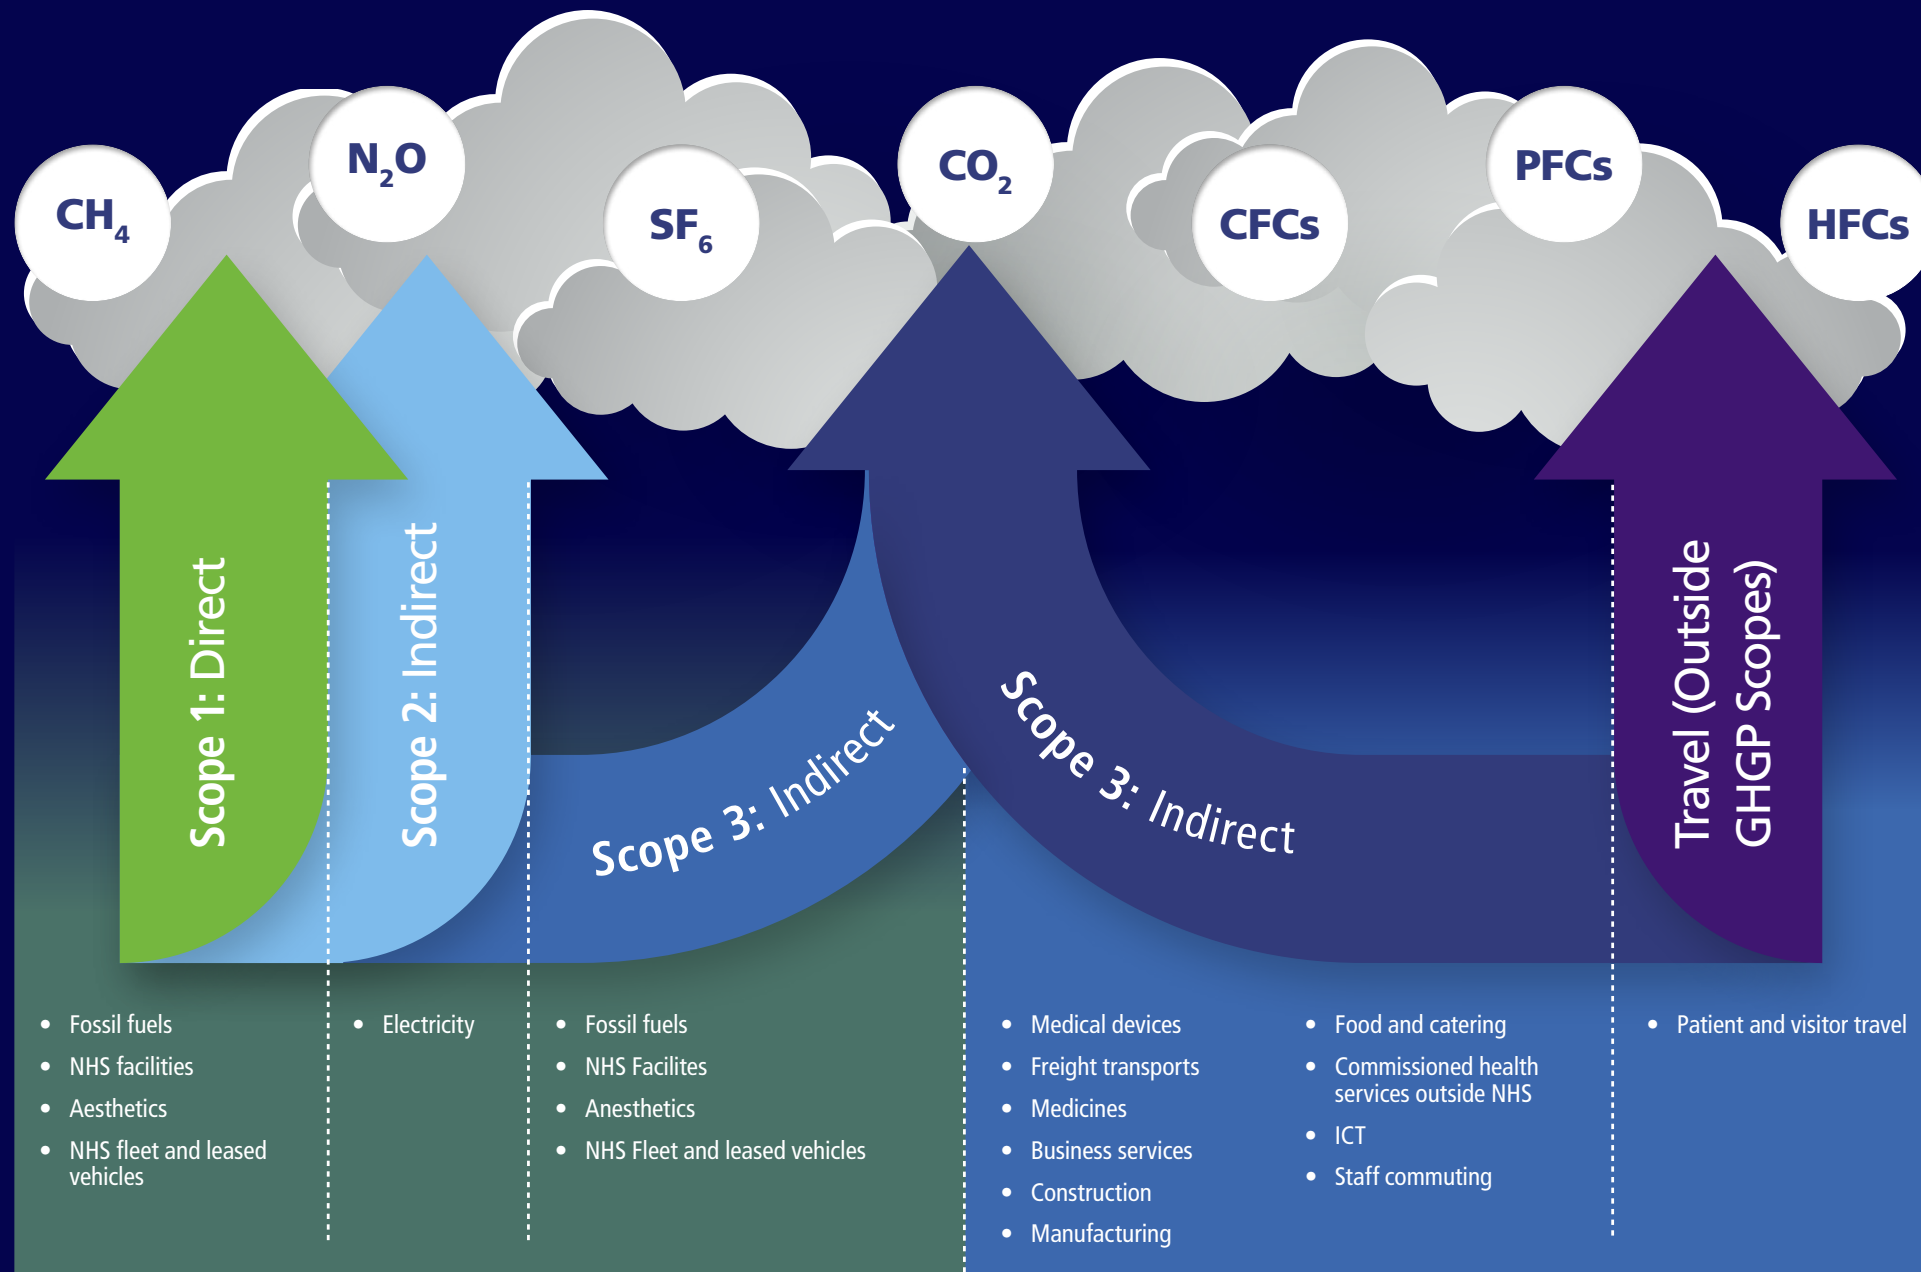 CH₄
N₂O
SF₆
CO₂
CFCs
PFCs
HFCs
Scope 1: Direct
Scope 2: Indirect
Scope 3: Indirect
Scope 3: Indirect
Travel (Outside
GHGP Scopes)
• Fossil fuels
• NHS facilities
• Aesthetics
• NHS fleet and leased
vehicles
• Electricity
• Fossil fuels
• NHS Facilites
• Anesthetics
• NHS Fleet and leased vehicles
• Medical devices
• Freight transports
• Medicines
• Business services
• Construction
• Manufacturing
• Food and catering
• Commissioned health
services outside NHS
• ICT
• Staff commuting
• Patient and visitor travel